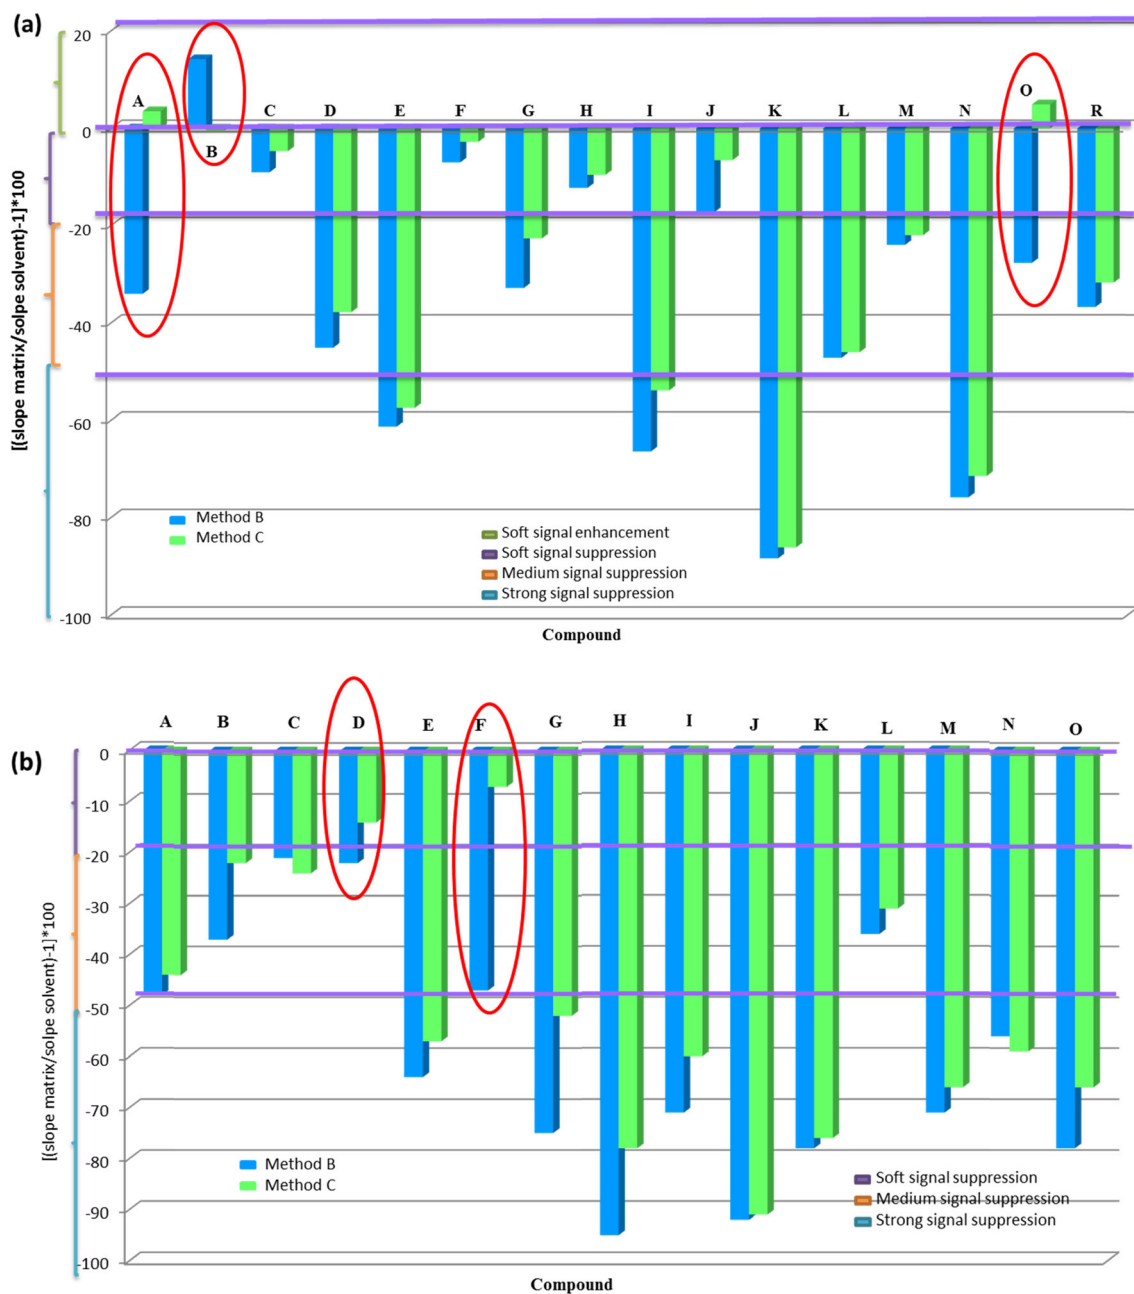 (a)
20
0
-20
-40
-60
-80
-100
[(slope matrix/solpe solvent)-1]*100
A
B
C
D
E
F
G
H
I
J
K
L
M
N
O
R
Method B
Method C
Soft signal enhancement
Soft signal suppression
Medium signal suppression
Strong signal suppression
Compound
(b)
0
-10
-20
-30
-40
-50
-60
-70
-80
-90
-100
[(slope matrix/solpe solvent)-1]*100
A
B
C
D
E
F
G
H
I
J
K
L
M
N
O
Method B
Method C
Soft signal suppression
Medium signal suppression
Strong signal suppression
Compound